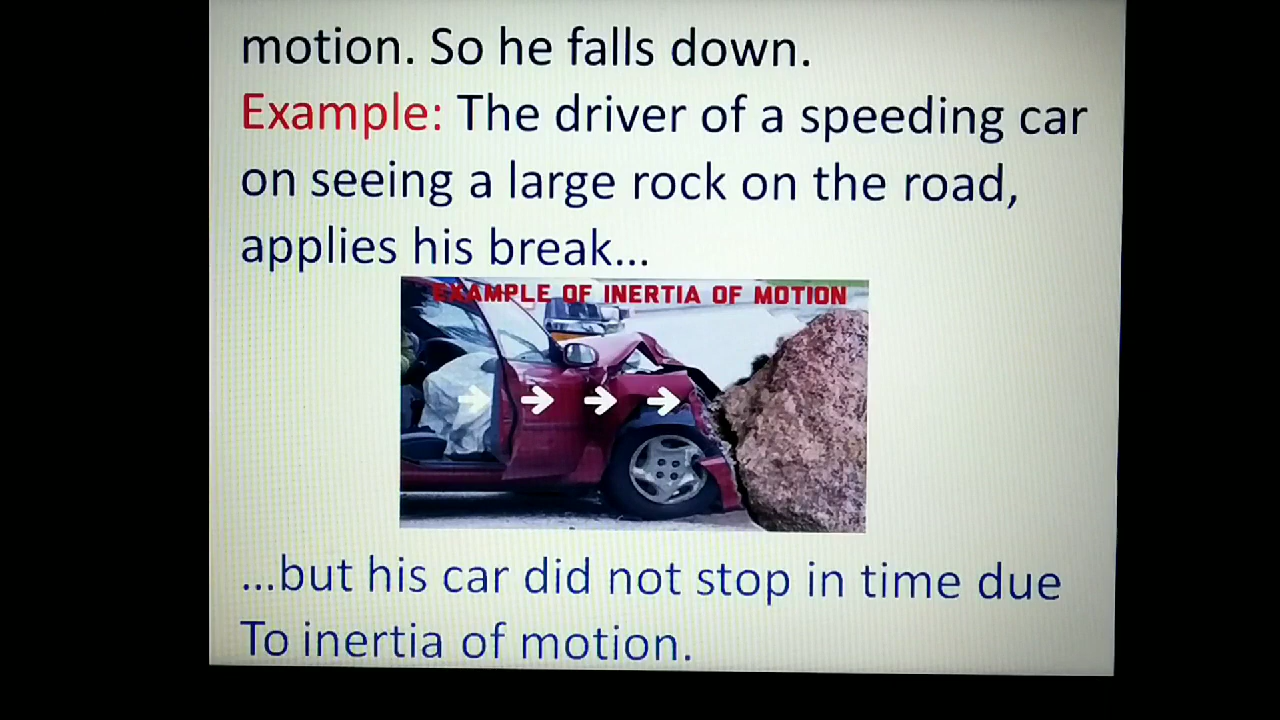 motion. So he falls down.
Example: The driver of a speeding car
on seeing a large rock on the road,
applies his break...
EXAMPLE OF INERTIA OF MOTION
...but his car did not stop in time due
To inertia of motion.